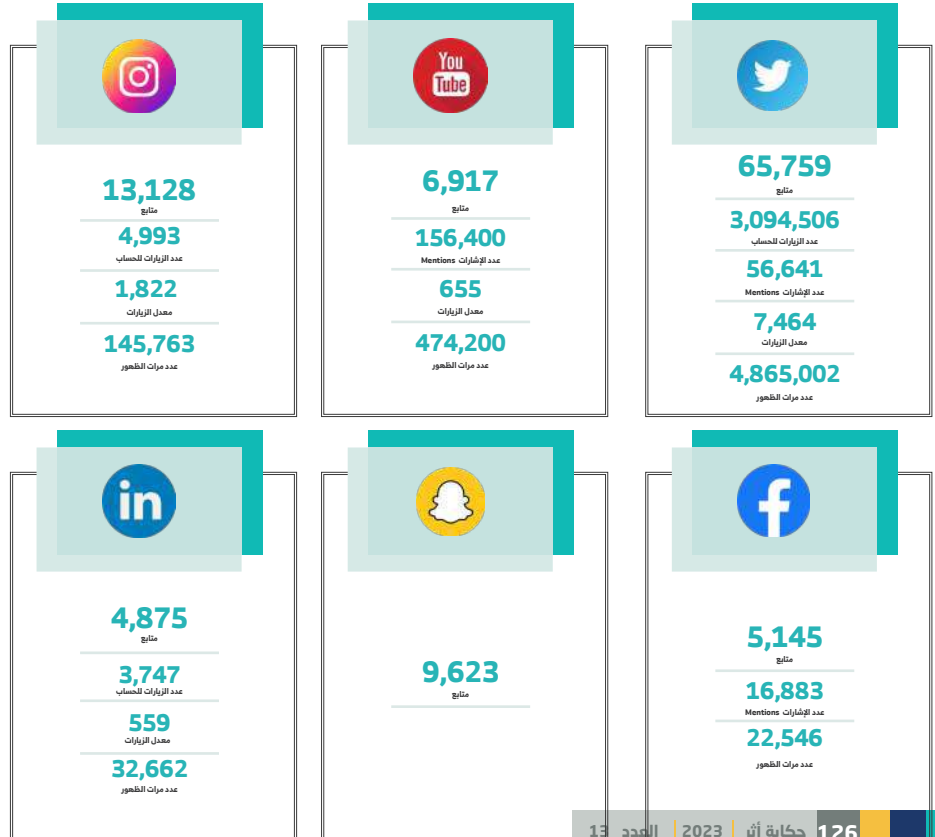 65,759
متابع
3,094,506
عدد الزيارات للحساب
56,641
عدد الإشارات Mentions
7,464
معدل الزيارات
4,865,002
عدد مرات الظهور
You
Tube
6,917
متابع
156,400
عدد الإشارات Mentions
655
معدل الزيارات
474,200
عدد مرات الظهور
13,128
متابع
4,993
عدد الزيارات للحساب
1,822
معدل الزيارات
145,763
عدد مرات الظهور
f
5,145
متابع
16,883
عدد الإشارات Mentions
22,546
عدد مرات الظهور
9,623
متابع
in
4,875
متابع
3,747
عدد الزيارات للحساب
559
معدل الزيارات
32,662
عدد مرات الظهور
126 حكاية أثر | 2023 | العدد 13